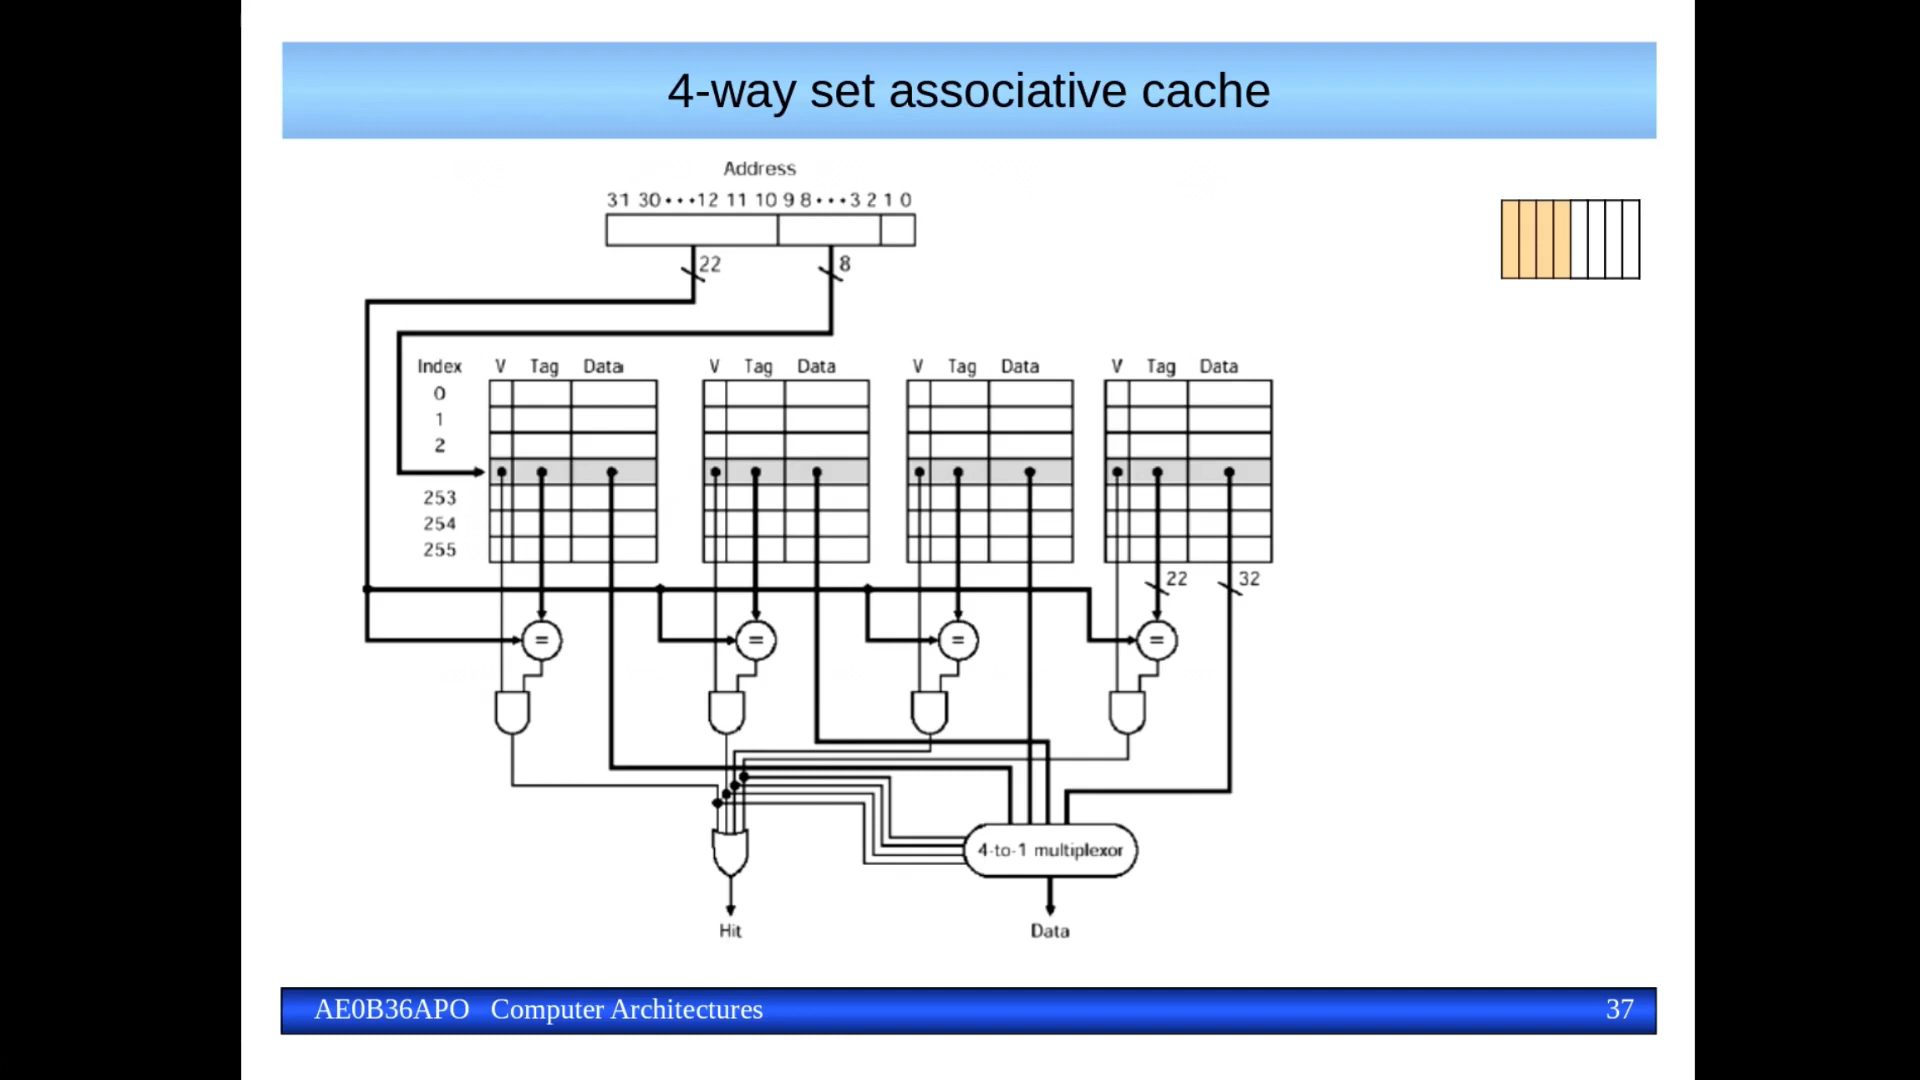 4-way set associative cache
Address
31 30•••12 11 10 9 8•••3 2 1 0
22
8
Index V Tag Data V Tag Data V Tag Data V Tag Data
0
1
2
253
254
255
22 32
= = = =
4-to-1 multiplexor
Hit Data
AE0B36APO Computer Architectures 37